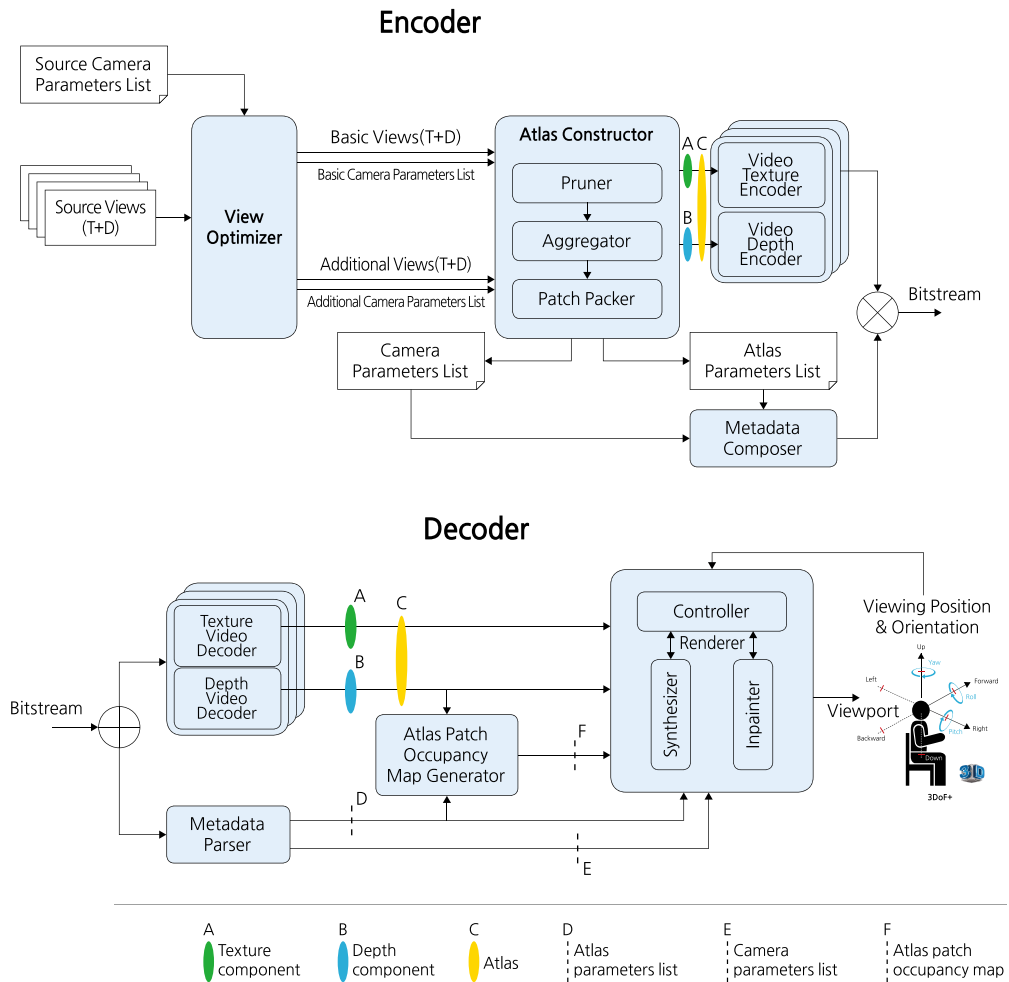 Encoder
Source Camera
Parameters List
Source Views
(T+D)
View
Optimizer
Basic Views(T+D)
Basic Camera Parameters List
Additional Views(T+D)
Additional Camera Parameters List
Atlas Constructor
Pruner
Aggregator
Patch Packer
A
C
B
Video
Texture
Encoder
Video
Depth
Encoder
Bitstream
Camera
Parameters List
Atlas
Parameters List
Metadata
Composer
Decoder
Bitstream
Texture
Video
Decoder
Depth
Video
Decoder
A
C
B
Atlas Patch
Occupancy
Map Generator
F
D
E
Metadata
Parser
Controller
Renderer
Synthesizer
Inpainter
Viewport
Viewing Position
& Orientation
Up
Yaw
Left
Forward
Roll
Pitch
Right
Backward
Down
3D
3DoF+
A
Texture
component
B
Depth
component
C
Atlas
D
Atlas
parameters list
E
Camera
parameters list
F
Atlas patch
occupancy map